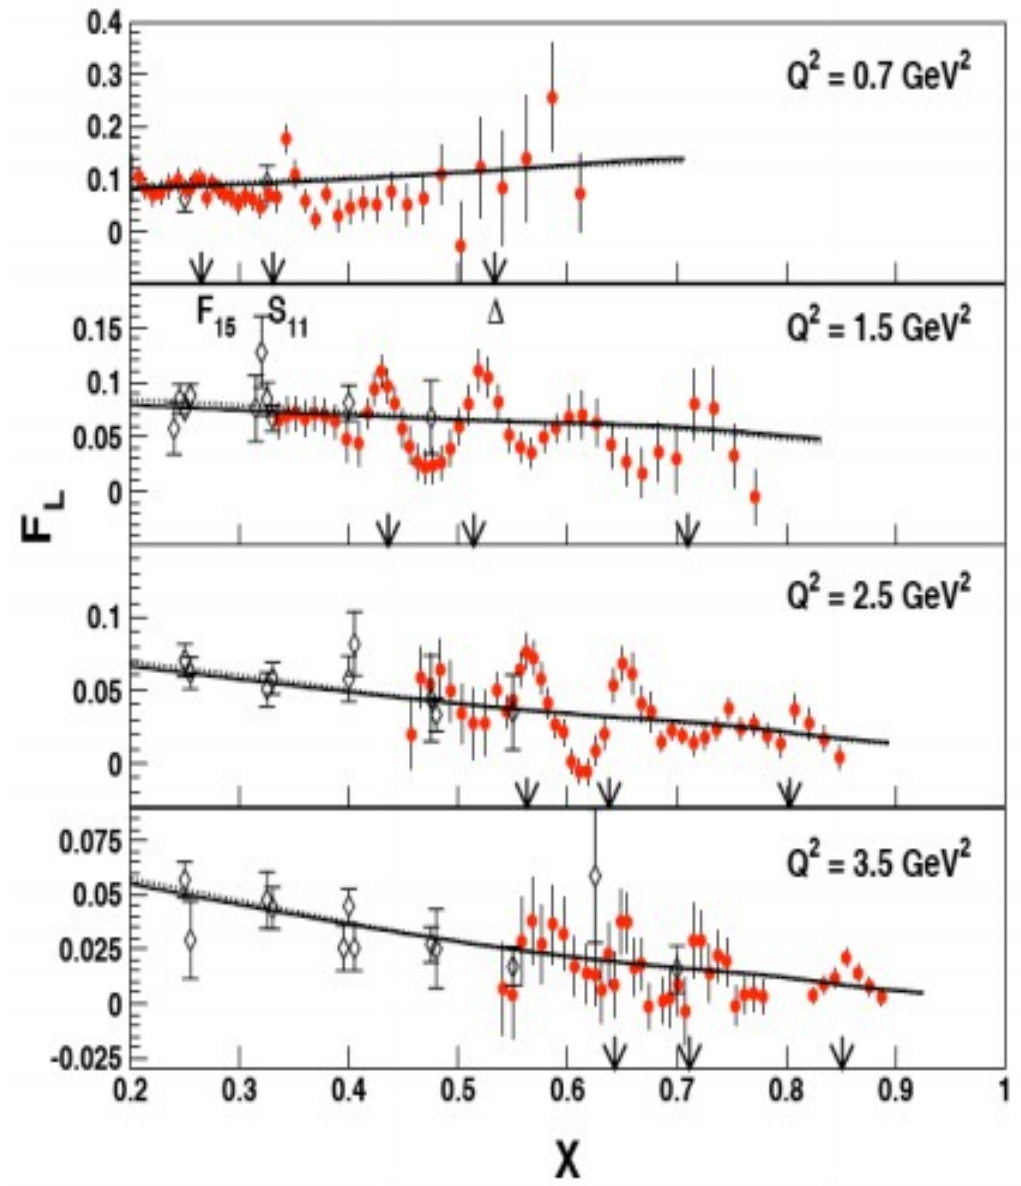 0.4
0.3
0.2
0.1
0
Q² = 0.7 GeV²
F₁₅ S₁₁ Δ
0.15
0.1
0.05
0
Q² = 1.5 GeV²
F_L
0.1
0.05
0
Q² = 2.5 GeV²
0.075
0.05
0.025
0
-0.025
Q² = 3.5 GeV²
0.2 0.3 0.4 0.5 0.6 0.7 0.8 0.9 1
X